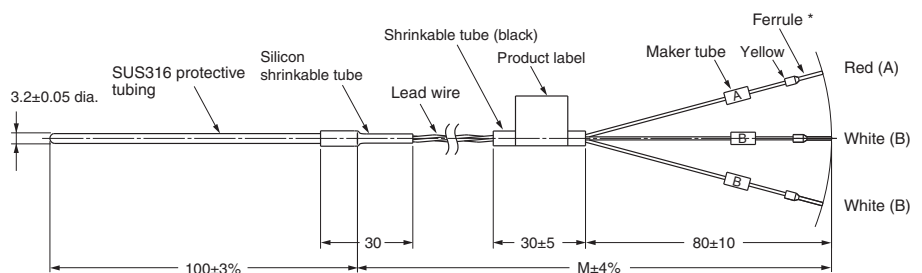 Ferrule *
Shrinkable tube (black)
Maker tube
Yellow
Red (A)
Silicon
shrinkable tube
Product label
SUS316 protective
tubing
Lead wire
A
3.2±0.05 dia.
B
White (B)
B
White (B)
30
30±5
80±10
100±3%
M±4%